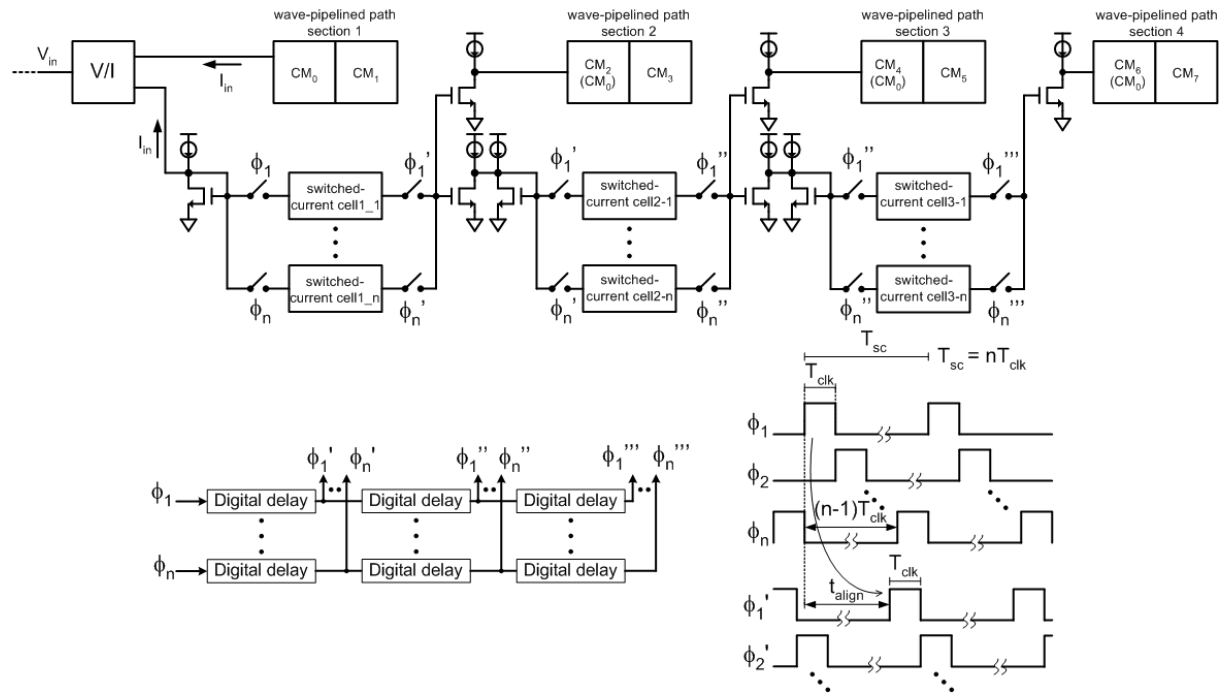 wave-pipelined path
section 1
wave-pipelined path
section 2
wave-pipelined path
section 3
wave-pipelined path
section 4
V_in
V/I
I_in
CM_0
CM_1
CM_2
(CM_0)
CM_3
CM_4
(CM_0)
CM_5
CM_6
(CM_0)
CM_7
I_in
ϕ_1
switched-
current cell1_1
ϕ_1'
ϕ_1'
switched-
current cell2-1
ϕ_1''
ϕ_1''
switched-
current cell3-1
ϕ_1'''
ϕ_n
switched-
current cell1_n
ϕ_n'
ϕ_n'
switched-
current cell2-n
ϕ_n''
ϕ_n''
switched-
current cell3-n
ϕ_n'''
T_sc
T_sc = nT_clk
T_clk
ϕ_1
ϕ_2
(n-1)T_clk
ϕ_n
T_clk
t_align
ϕ_1'
ϕ_2'
ϕ_1' ϕ_n' ϕ_1'' ϕ_n'' ϕ_1''' ϕ_n'''
ϕ_1 Digital delay Digital delay Digital delay
ϕ_n Digital delay Digital delay Digital delay